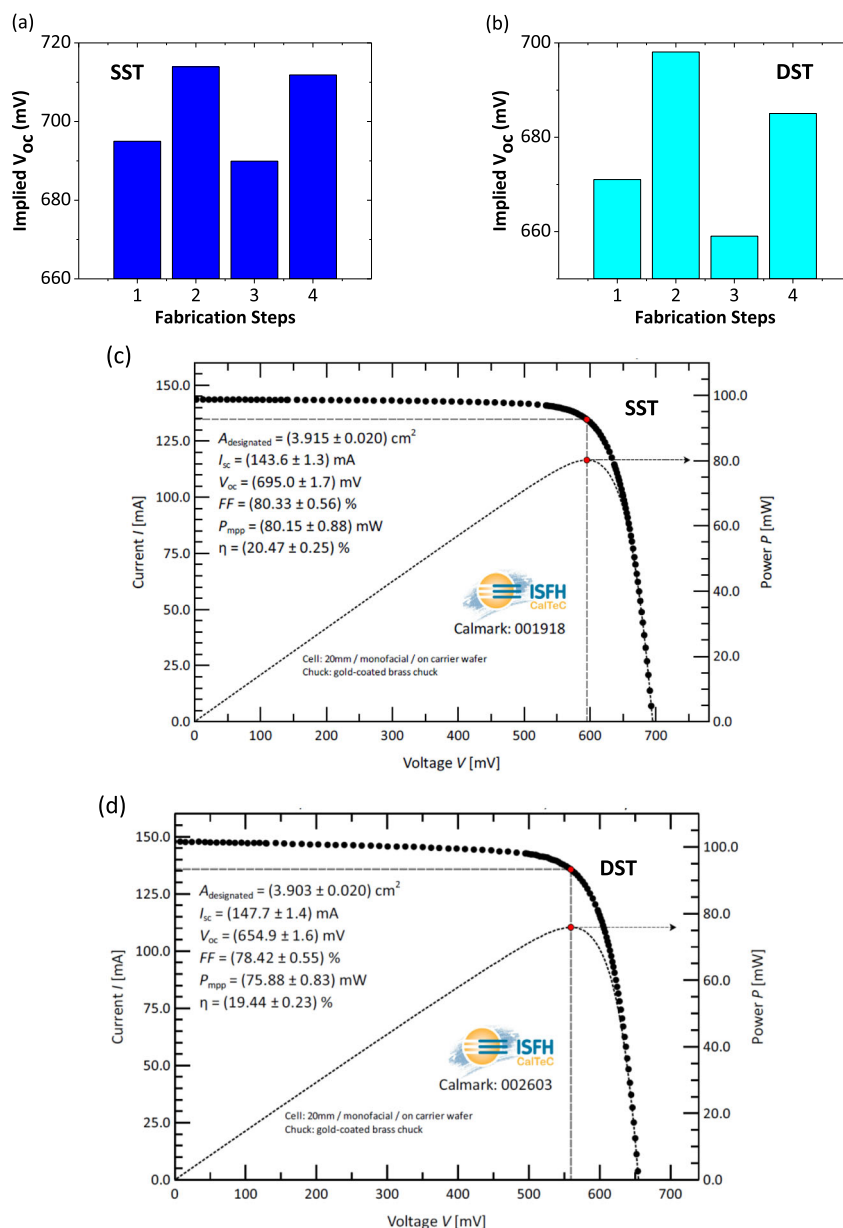 (a)
720
700
680
660
Implied V_OC (mV)
SST
1 2 3 4
Fabrication Steps
(b)
700
680
660
Implied V_OC (mV)
DST
1 2 3 4
Fabrication Steps
(c)
150.0
125.0
100.0
75.0
50.0
25.0
0.0
Current I [mA]
SST
A_designated = (3.915 ± 0.020) cm²
I_sc = (143.6 ± 1.3) mA
V_oc = (695.0 ± 1.7) mV
FF = (80.33 ± 0.56) %
P_mpp = (80.15 ± 0.88) mW
η = (20.47 ± 0.25) %
ISFH
CalTeC
Calmark: 001918
Cell: 20mm / monofacial / on carrier wafer
Chuck: gold-coated brass chuck
100.0
80.0
60.0
40.0
20.0
0.0
Power P [mW]
0 100 200 300 400 500 600 700
Voltage V [mV]
(d)
150.0
125.0
100.0
75.0
50.0
25.0
0.0
Current I [mA]
DST
A_designated = (3.903 ± 0.020) cm²
I_sc = (147.7 ± 1.4) mA
V_oc = (654.9 ± 1.6) mV
FF = (78.42 ± 0.55) %
P_mpp = (75.88 ± 0.83) mW
η = (19.44 ± 0.23) %
ISFH
CalTeC
Calmark: 002603
Cell: 20mm / monofacial / on carrier wafer
Chuck: gold-coated brass chuck
100.0
80.0
60.0
40.0
20.0
0.0
Power P [mW]
0 100 200 300 400 500 600 700
Voltage V [mV]